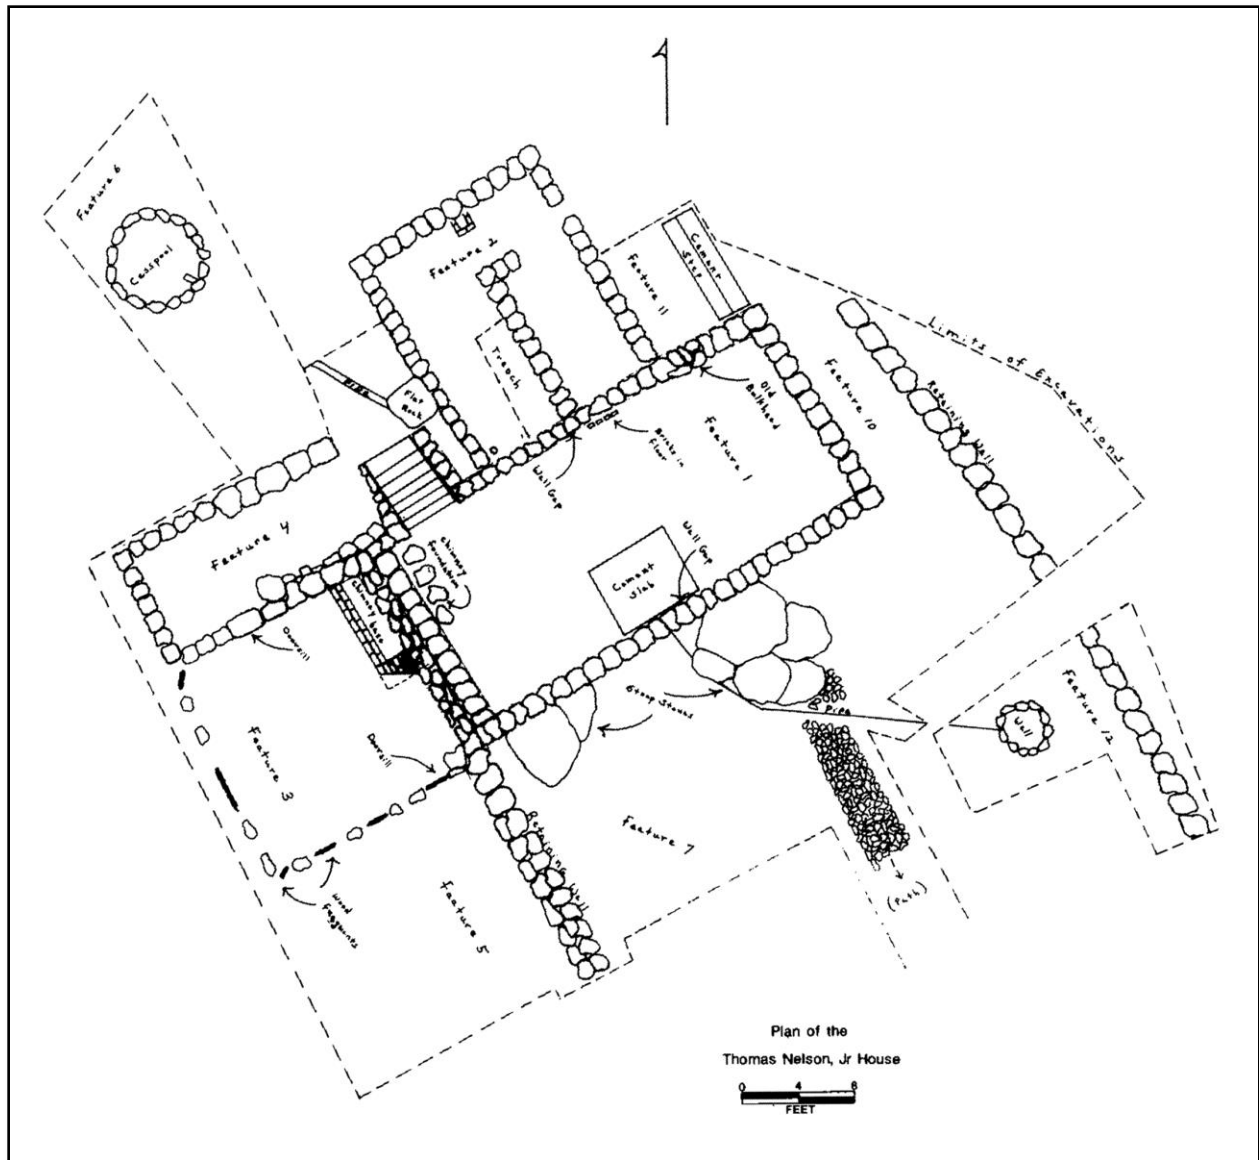 Feature 6
Cesspool
Feature 2
Cement
Step
Feature 11
Trench
Pipe
Flat
Rock
Limits of Excavations
Retaining Wall
Feature 10
Old
Bulkhead
Feature 1
Bricks in
Floor
Wall Gap
Wall Gap
Cement
Slab
Feature 4
Chimney
Foundation
Chimney base
Doorsill
Stoop Stones
Pipe
Well
Feature 12
Feature 3
Doorsill
Feature 7
Retaining Wall
Wood
Fragments
Feature 5
(Path)
Plan of the
Thomas Nelson, Jr House
0 4 8
FEET